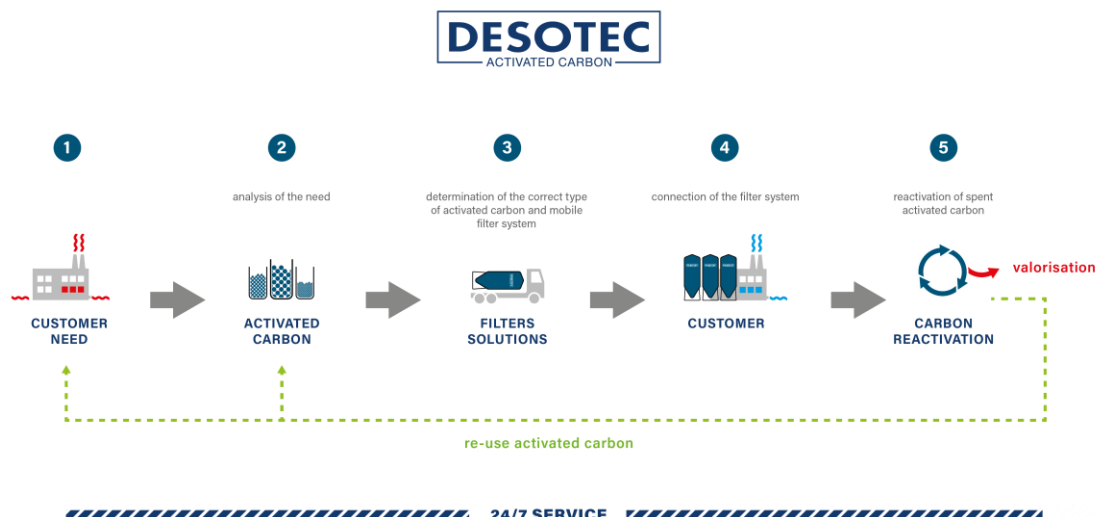 DESOTEC
ACTIVATED CARBON
1
2
3
4
5
analysis of the need
determination of the correct type
of activated carbon and mobile
filter system
connection of the filter system
reactivation of spent
activated carbon
valorisation
CUSTOMER
NEED
ACTIVATED
CARBON
FILTERS
SOLUTIONS
CUSTOMER
CARBON
REACTIVATION
re-use activated carbon
24/7 SERVICE